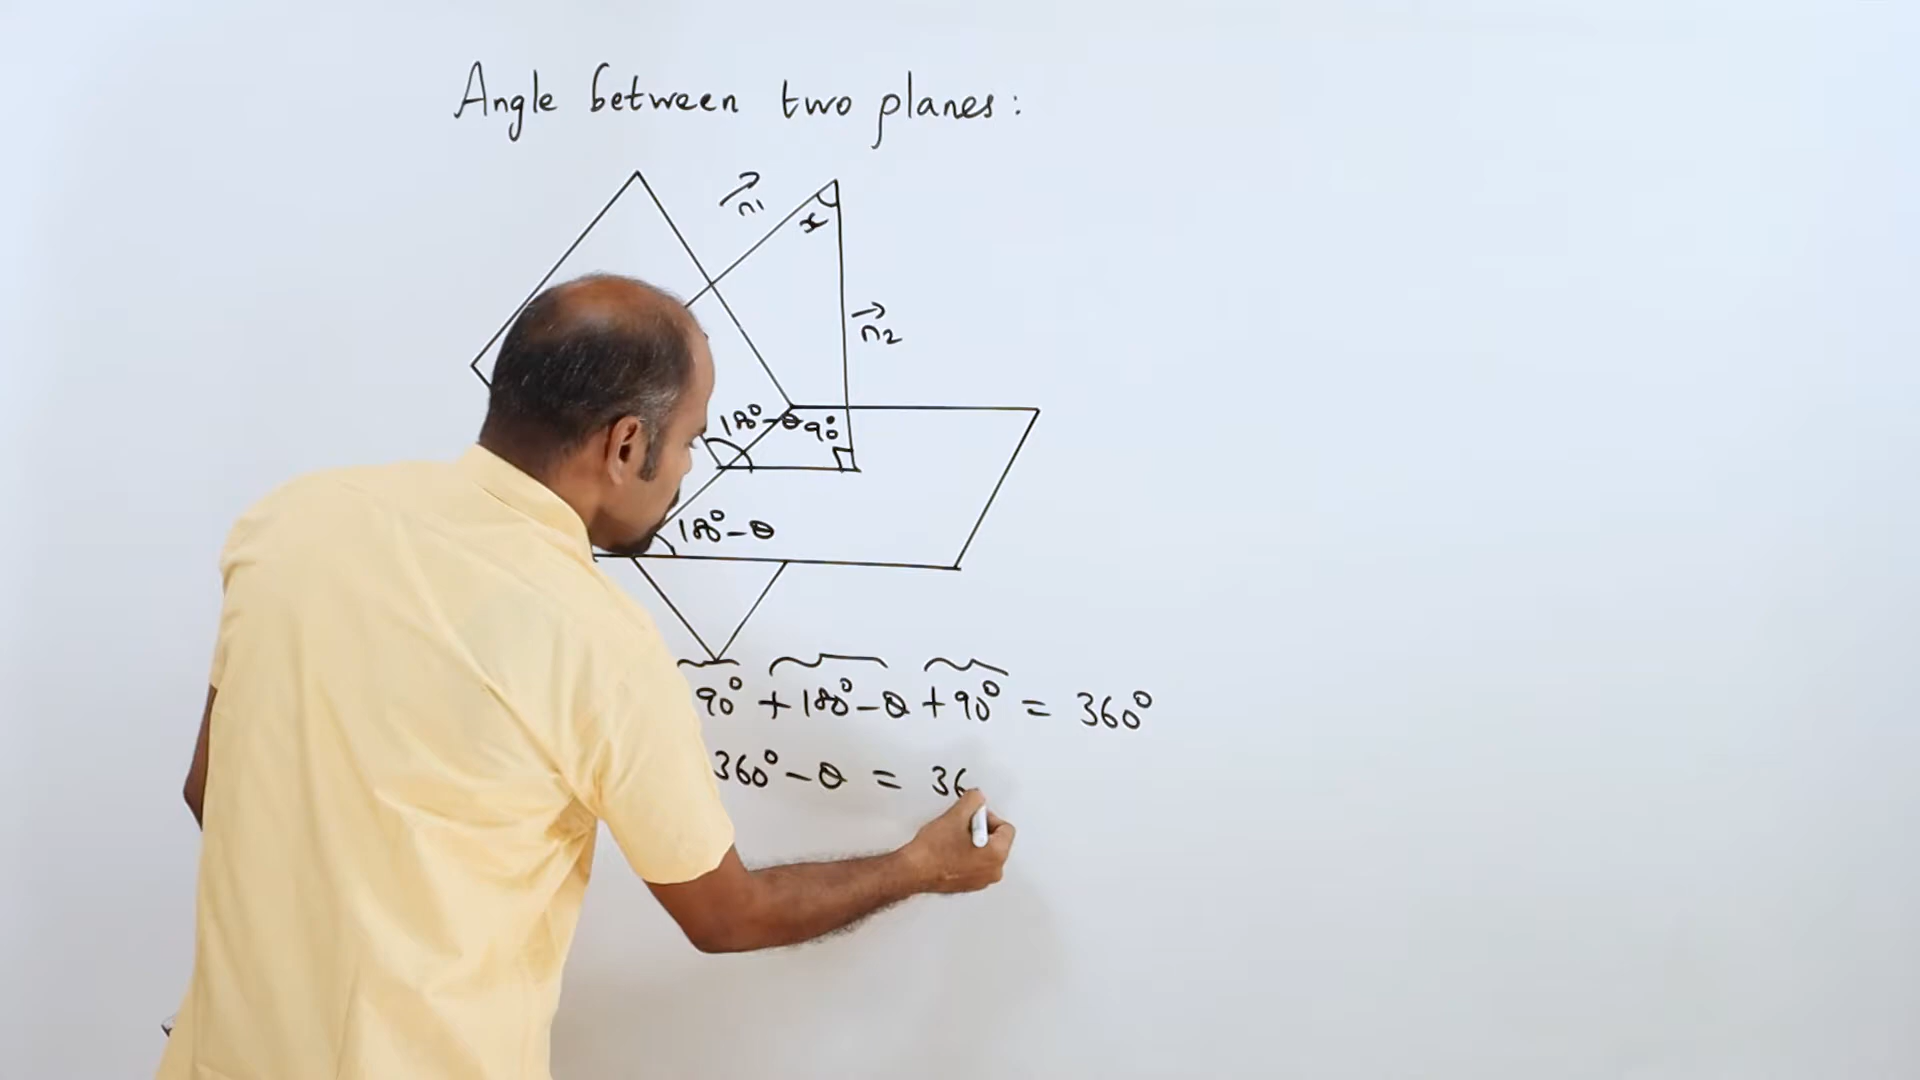 Angle between two planes:
n1
x
n2
180°-θ 90°
180°-θ
90° + 180° - θ + 90° = 360°
360° - θ = 36